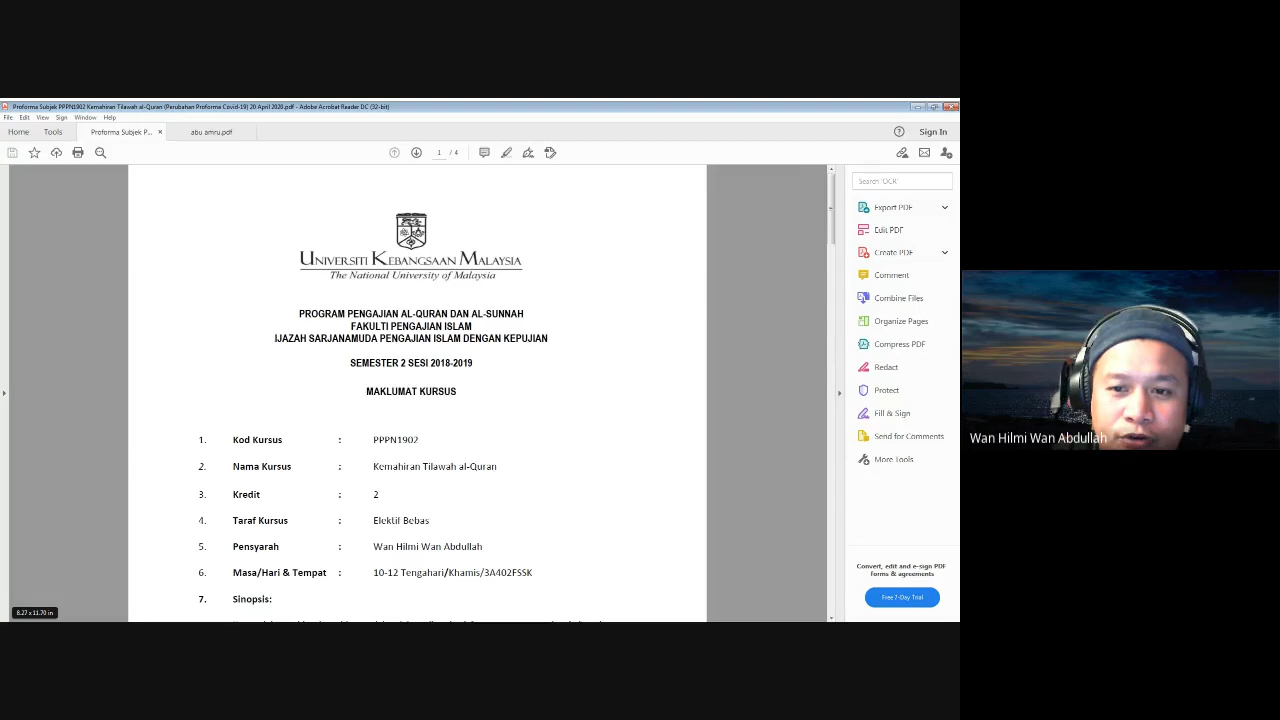 Proforma Subjek PPPN1902 Kemahiran Tilawah al-Quran (Perubahan Proforma Covid-19) 20 April 2020.pdf - Adobe Acrobat Reader DC (32-bit)
File Edit View Sign Window Help
Home Tools Proforma Subjek P... × abu amru.pdf Sign In
1 / 4
Search 'OCR'
Export PDF
Edit PDF
Create PDF
Comment
Combine Files
Organize Pages
Compress PDF
Redact
Protect
Fill & Sign
Send for Comments
More Tools
Convert, edit and e-sign PDF
forms & agreements
Free 7-Day Trial
UNIVERSITI KEBANGSAAN MALAYSIA
The National University of Malaysia
PROGRAM PENGAJIAN AL-QURAN DAN AL-SUNNAH
FAKULTI PENGAJIAN ISLAM
IJAZAH SARJANAMUDA PENGAJIAN ISLAM DENGAN KEPUJIAN
SEMESTER 2 SESI 2018-2019
MAKLUMAT KURSUS
1. Kod Kursus : PPPN1902
2. Nama Kursus : Kemahiran Tilawah al-Quran
3. Kredit : 2
4. Taraf Kursus : Elektif Bebas
5. Pensyarah : Wan Hilmi Wan Abdullah
6. Masa/Hari & Tempat : 10-12 Tengahari/Khamis/3A402FSSK
7. Sinopsis:
8.27 x 11.70 in
Wan Hilmi Wan Abdullah